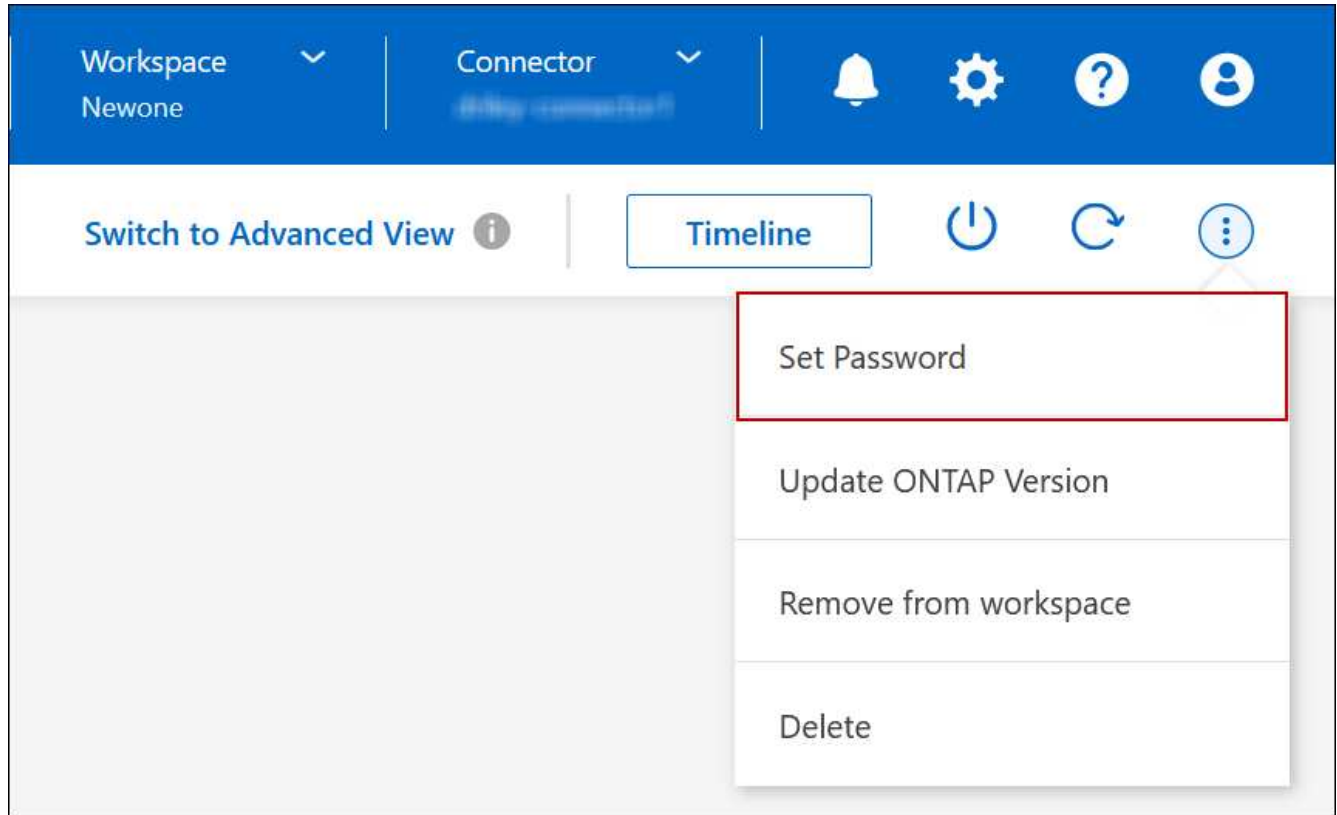 Workspace
Newone
Connector
Switch to Advanced View
Timeline
Set Password
Update ONTAP Version
Remove from workspace
Delete